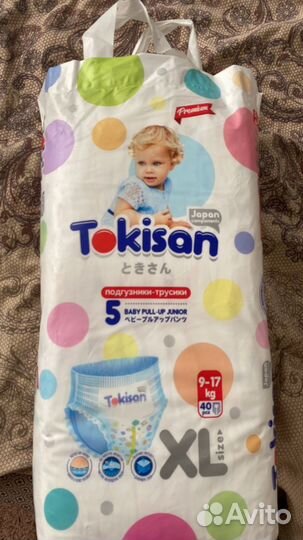 Premium
Japan
components
Tokisan
ときさん
подгузники-трусики
5 BABY PULL-UP JUNIOR
ベビープルアップパンツ
9-17
kg
40 pcs
Tokisan
XL size
Avito